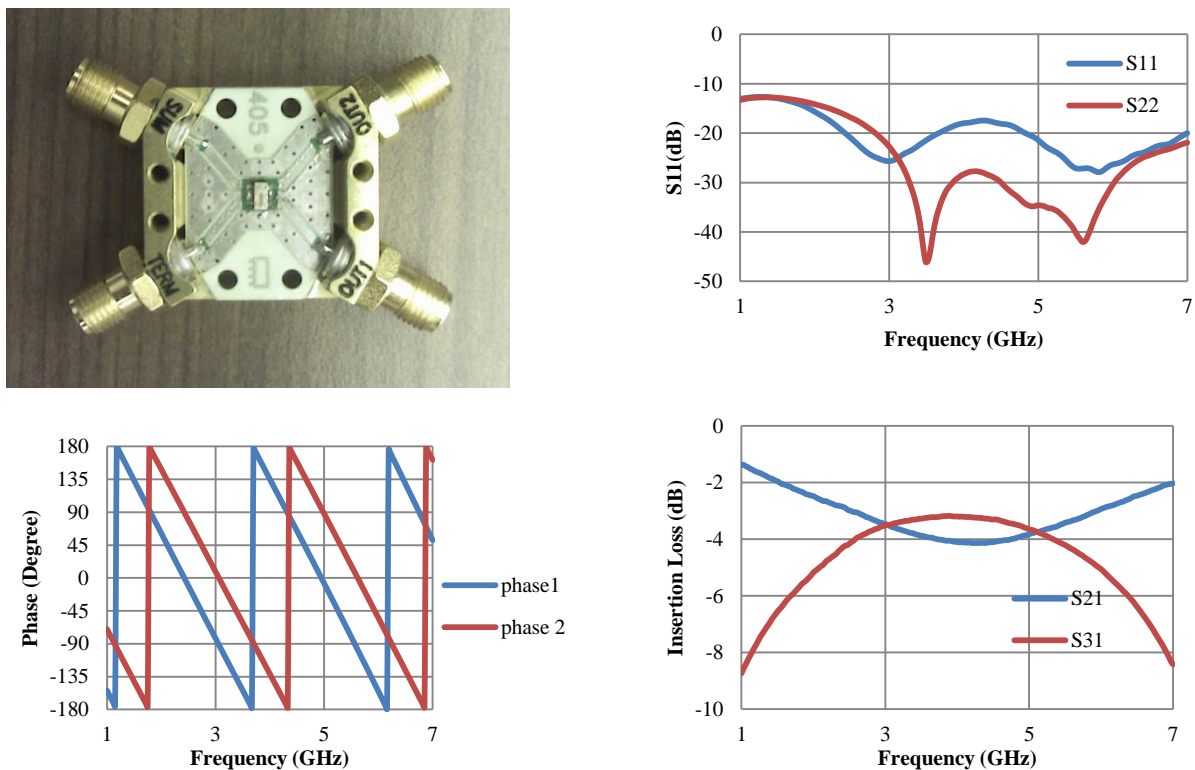 SUM
405
OUT2
TERM
OUT1
0
-10
-20
-30
-40
-50
S11(dB)
S11
S22
1
3
5
7
Frequency (GHz)
180
135
90
45
0
-45
-90
-135
-180
Phase (Degree)
phase1
phase 2
1
3
5
7
Frequency (GHz)
0
-2
-4
-6
-8
-10
Insertion Loss (dB)
S21
S31
1
3
5
7
Frequency (GHz)